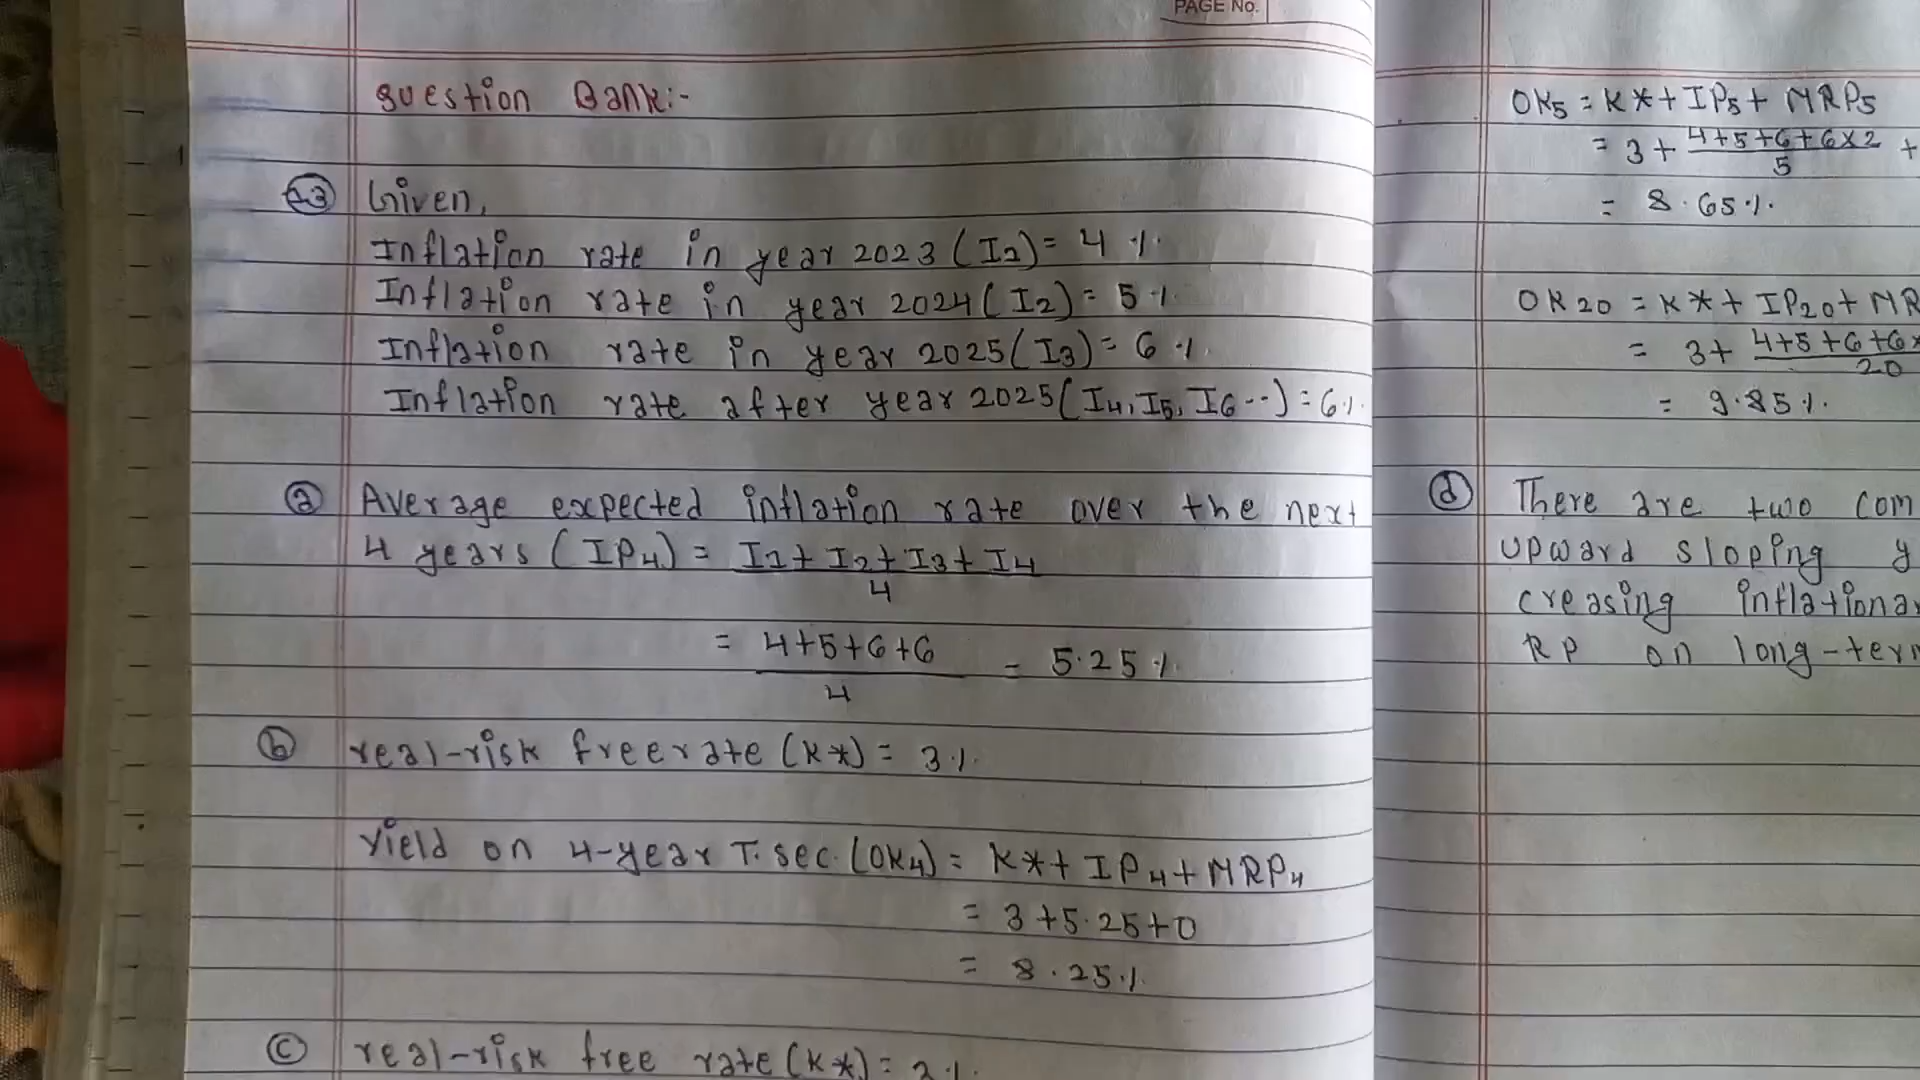 PAGE No.
Question Bank:-
Given,
Inflation rate in year 2023 (I1) = 4 %.
Inflation rate in year 2024 (I2) = 5 %.
Inflation rate in year 2025 (I3) = 6 %.
Inflation rate after year 2025 (I4, I5, I6 --) = 6%.
(a) Average expected inflation rate over the next
4 years (IP4) = I1 + I2 + I3 + I4
4
= 4+5+6+6 = 5.25 %.
4
(b) real-risk free rate (K*) = 3%.
Yield on 4-year T. sec. (OK4) = K* + IP4 + MRP4
= 3 + 5.25 + 0
= 8.25%.
(c) real-risk free rate (K*) = 3%.
OK5 = K* + IP5 + MRP5
= 3 + 4+5+6+6x2 +
5
= 8.65%.
OK20 = K* + IP20 + MR
= 3 + 4+5+6+6x
20
= 9.85%.
(d) There are two com
upward sloping y
creasing inflationa
RP on long-ter